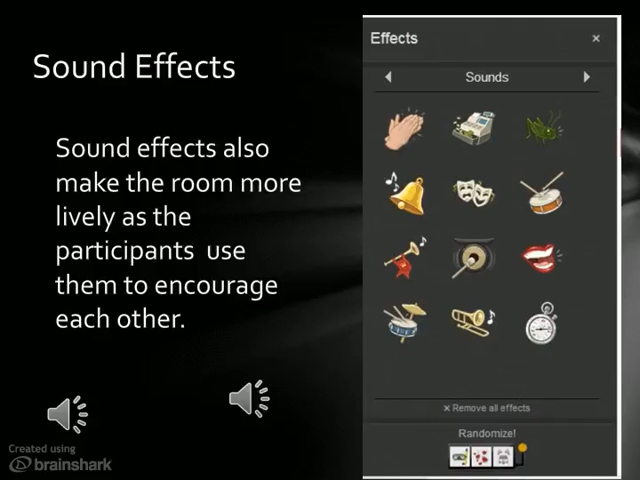 Sound Effects
Sound effects also
make the room more
lively as the
participants use
them to encourage
each other.
Effects
×
Sounds
× Remove all effects
Randomize!
Created using
brainshark